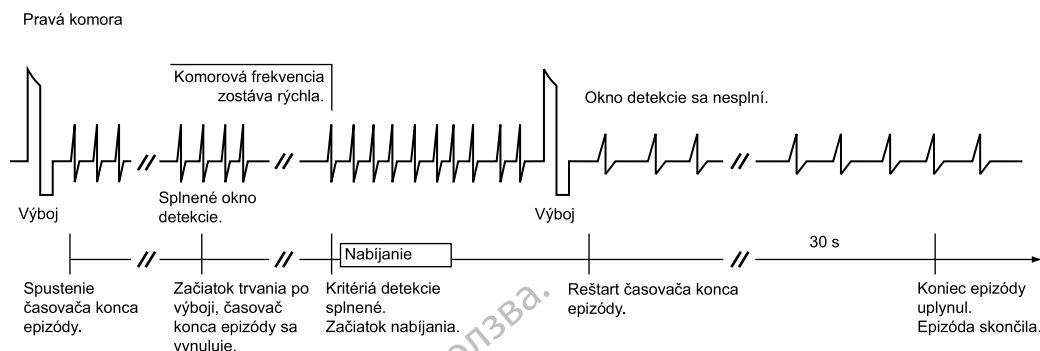 Pravá komora
Komorová frekvencia
zostáva rýchla.
Okno detekcie sa nesplní.
Výboj
Splnené okno
detekcie.
Výboj
Nabíjanie
30 s
Spustenie
časovača konca
epizódy.
Začiatok trvania po
výboji, časovač
konca epizódy sa
vynuluje.
Kritériá detekcie
splnené.
Začiatok nabíjania.
Reštart časovača konca
epizódy.
Koniec epizódy
uplynul.
Epizóda skončila.